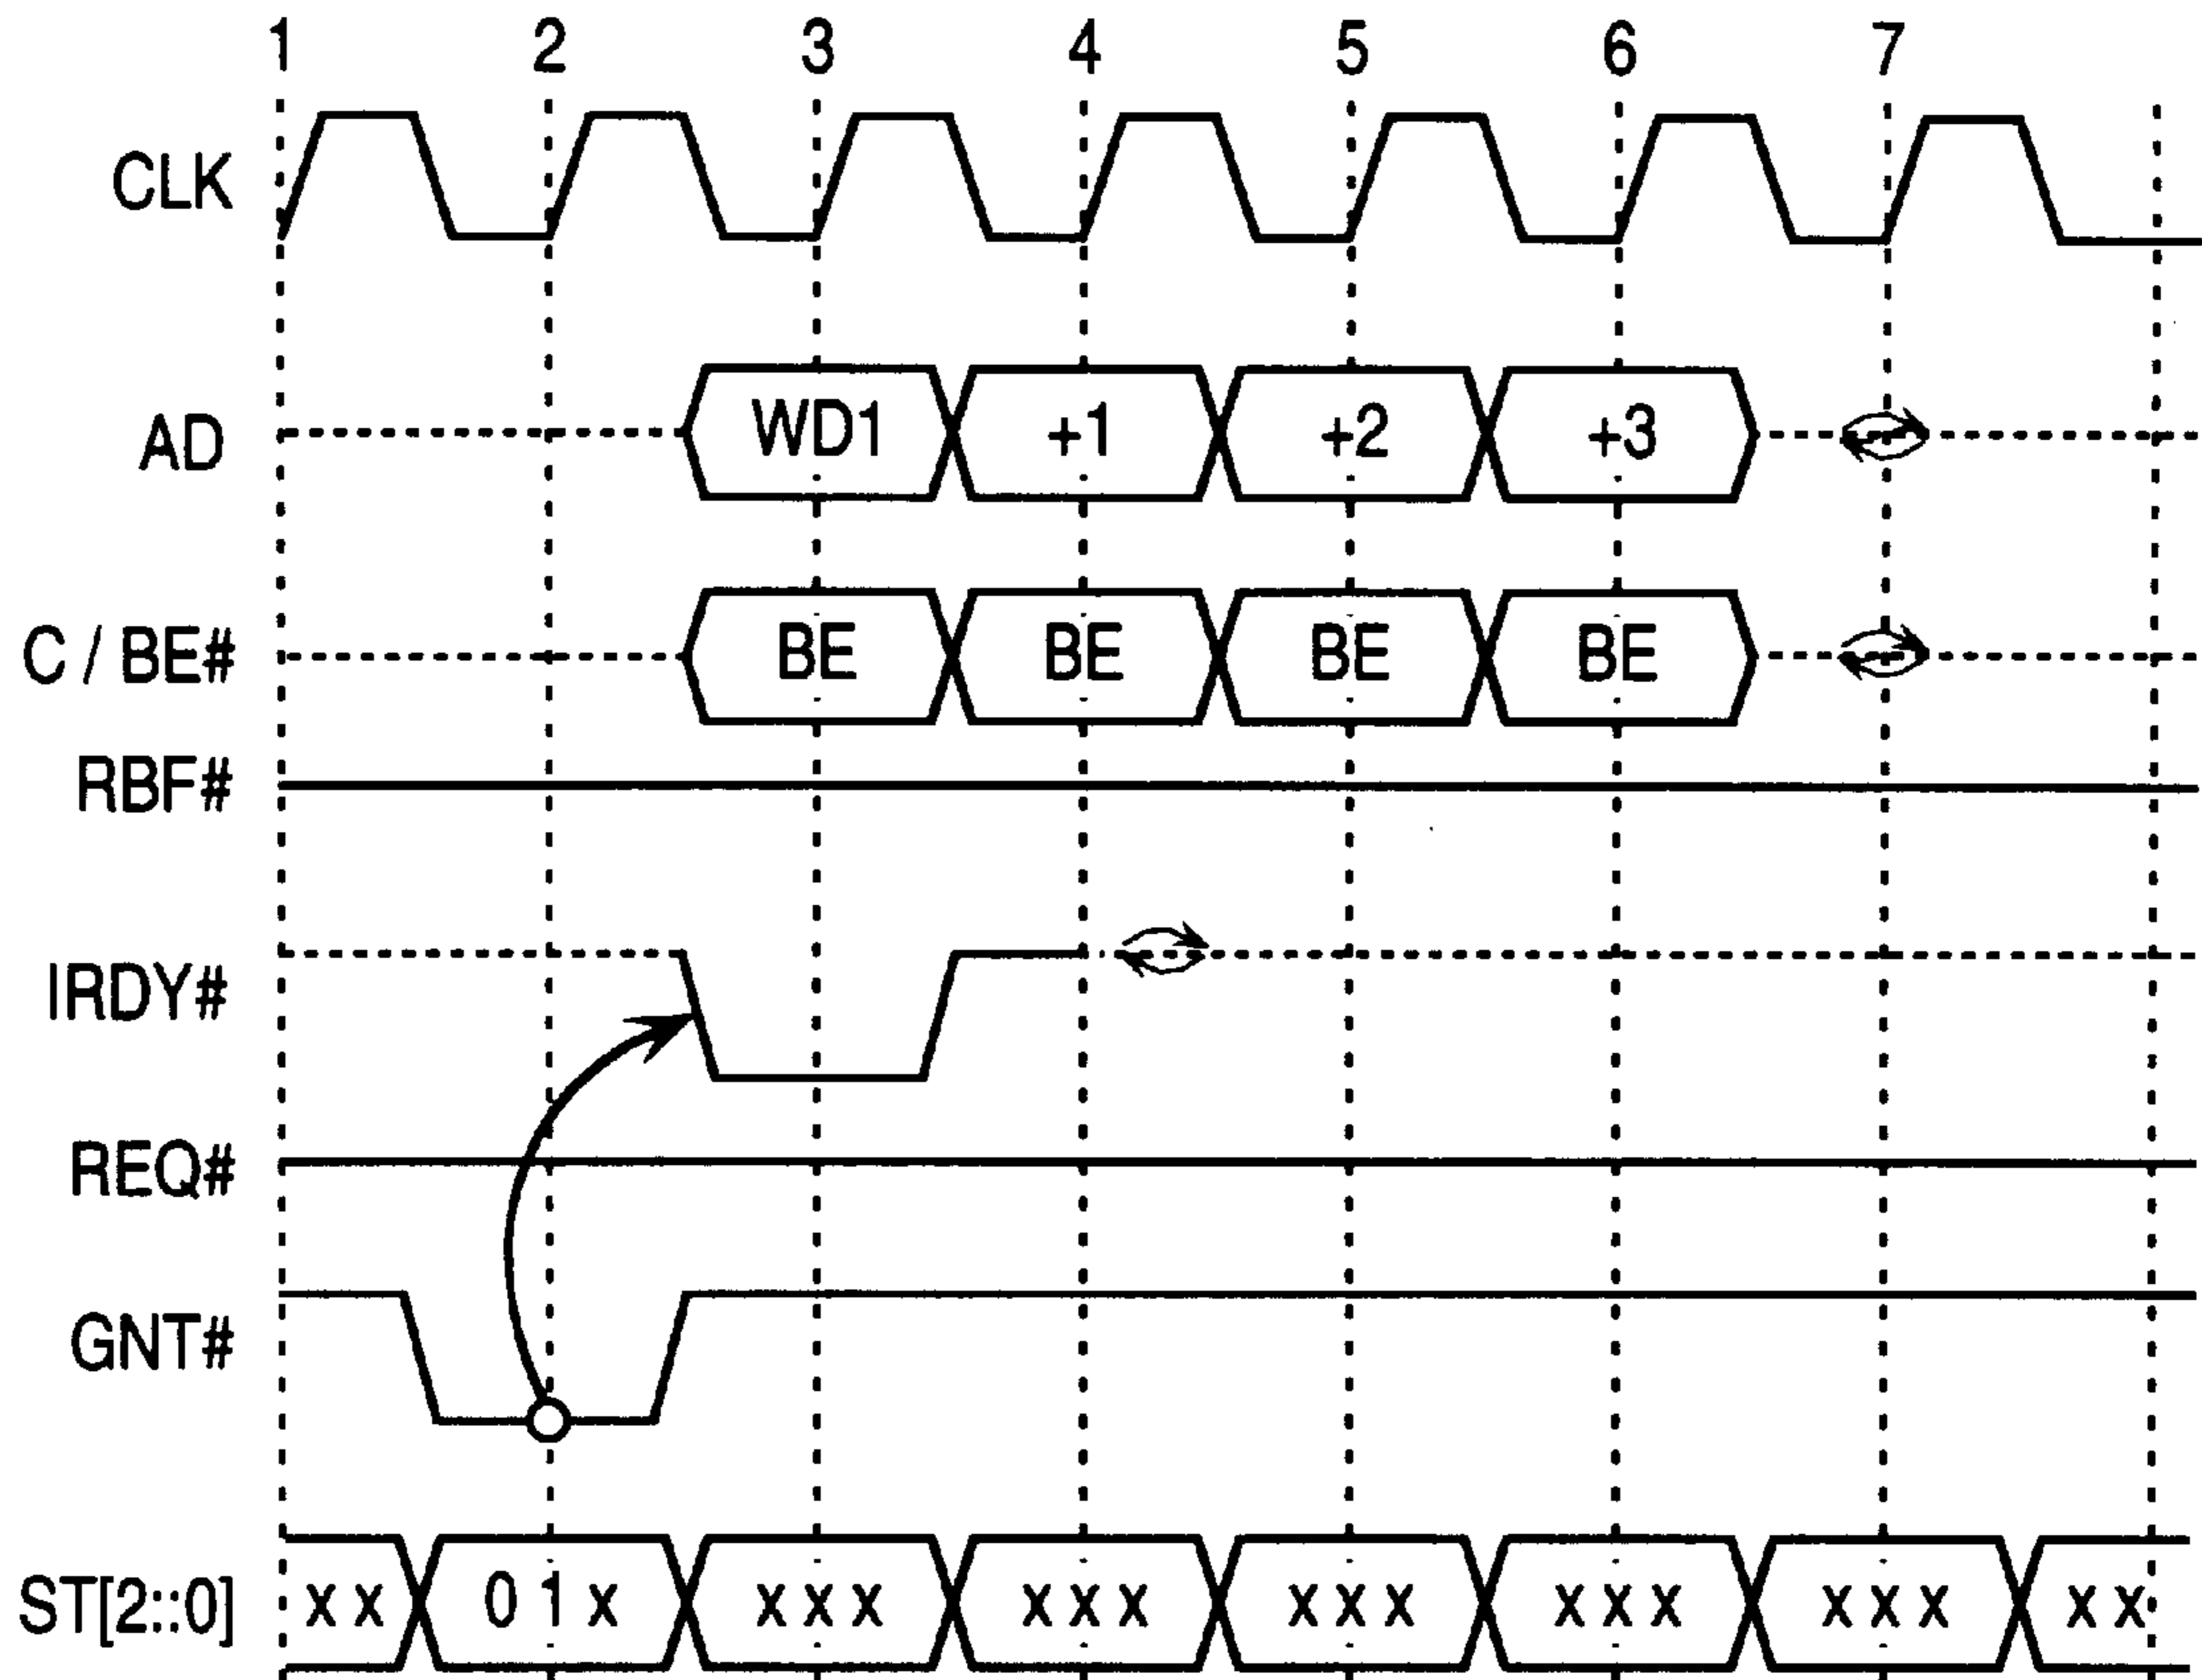 1 2 3 4 5 6 7
CLK
AD WD1 +1 +2 +3
C / BE# BE BE BE BE
RBF#
IRDY#
REQ#
GNT#
ST[2::0] x x 0 1 x x x x x x x x x x x x x x x x x x